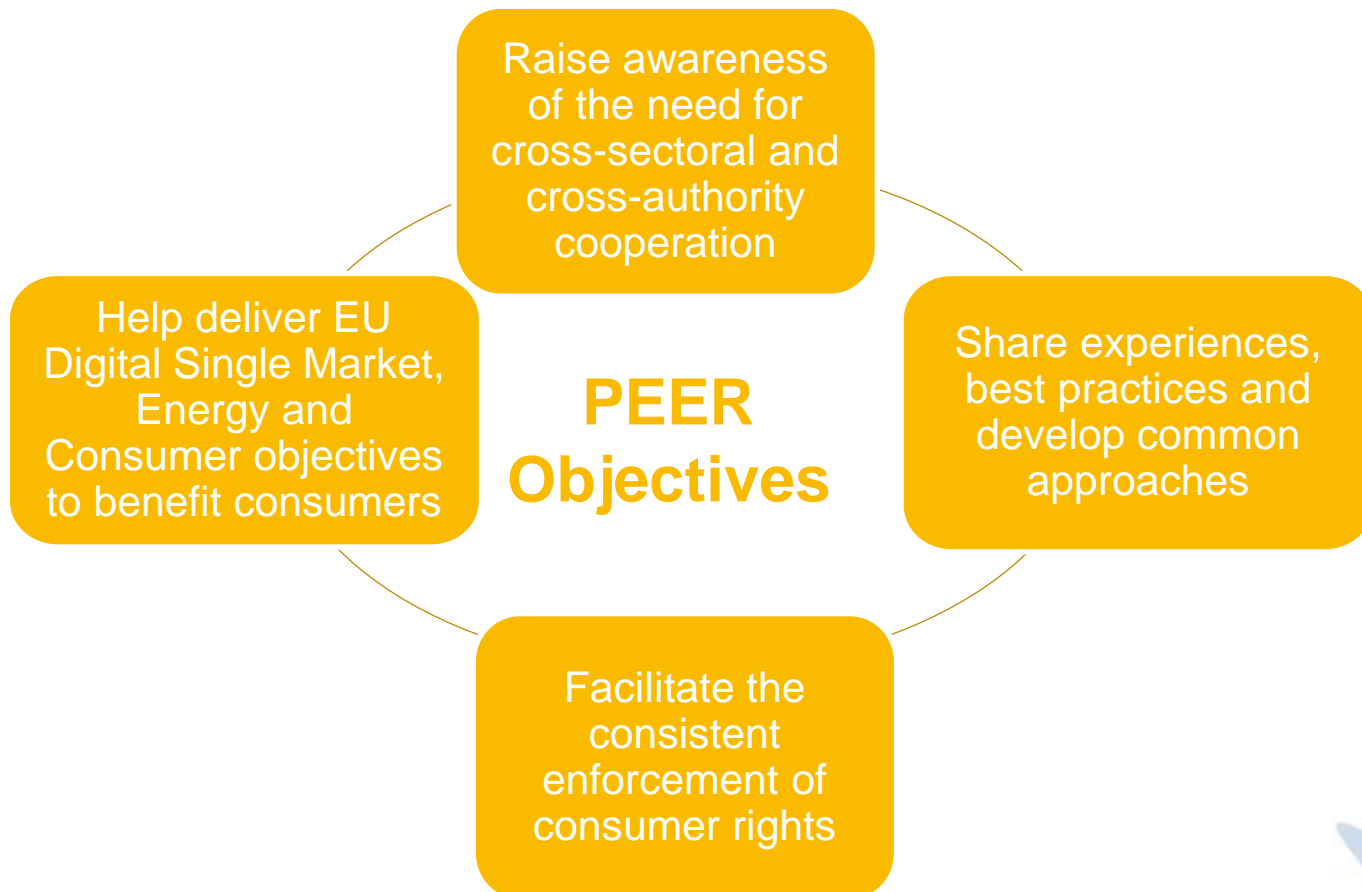 Raise awareness
of the need for
cross-sectoral and
cross-authority
cooperation
Help deliver EU
Digital Single Market,
Energy and
Consumer objectives
to benefit consumers
PEER
Objectives
Share experiences,
best practices and
develop common
approaches
Facilitate the
consistent
enforcement of
consumer rights